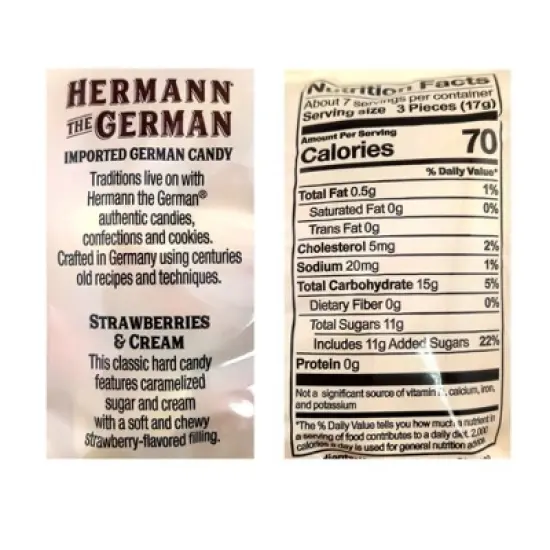 HERMANN
THE GERMAN®
IMPORTED GERMAN CANDY
Traditions live on with
Hermann the German®
authentic candies,
confections and cookies.
Crafted in Germany using centuries
old recipes and techniques.
STRAWBERRIES
& CREAM
This classic hard candy
features caramelized
sugar and cream
with a soft and chewy
strawberry-flavored filling.
Nutrition Facts
About 7 servings per container
Serving size 3 Pieces (17g)
Amount Per Serving
Calories 70
% Daily Value*
Total Fat 0.5g 1%
Saturated Fat 0g 0%
Trans Fat 0g
Cholesterol 5mg 2%
Sodium 20mg 1%
Total Carbohydrate 15g 5%
Dietary Fiber 0g 0%
Total Sugars 11g
Includes 11g Added Sugars 22%
Protein 0g
Not a significant source of vitamin calcium, iron,
and potassium
*The % Daily Value tells you how much a nutrient in
a serving of food contributes to a daily diet. 2,000
calories a day is used for general nutrition advice.